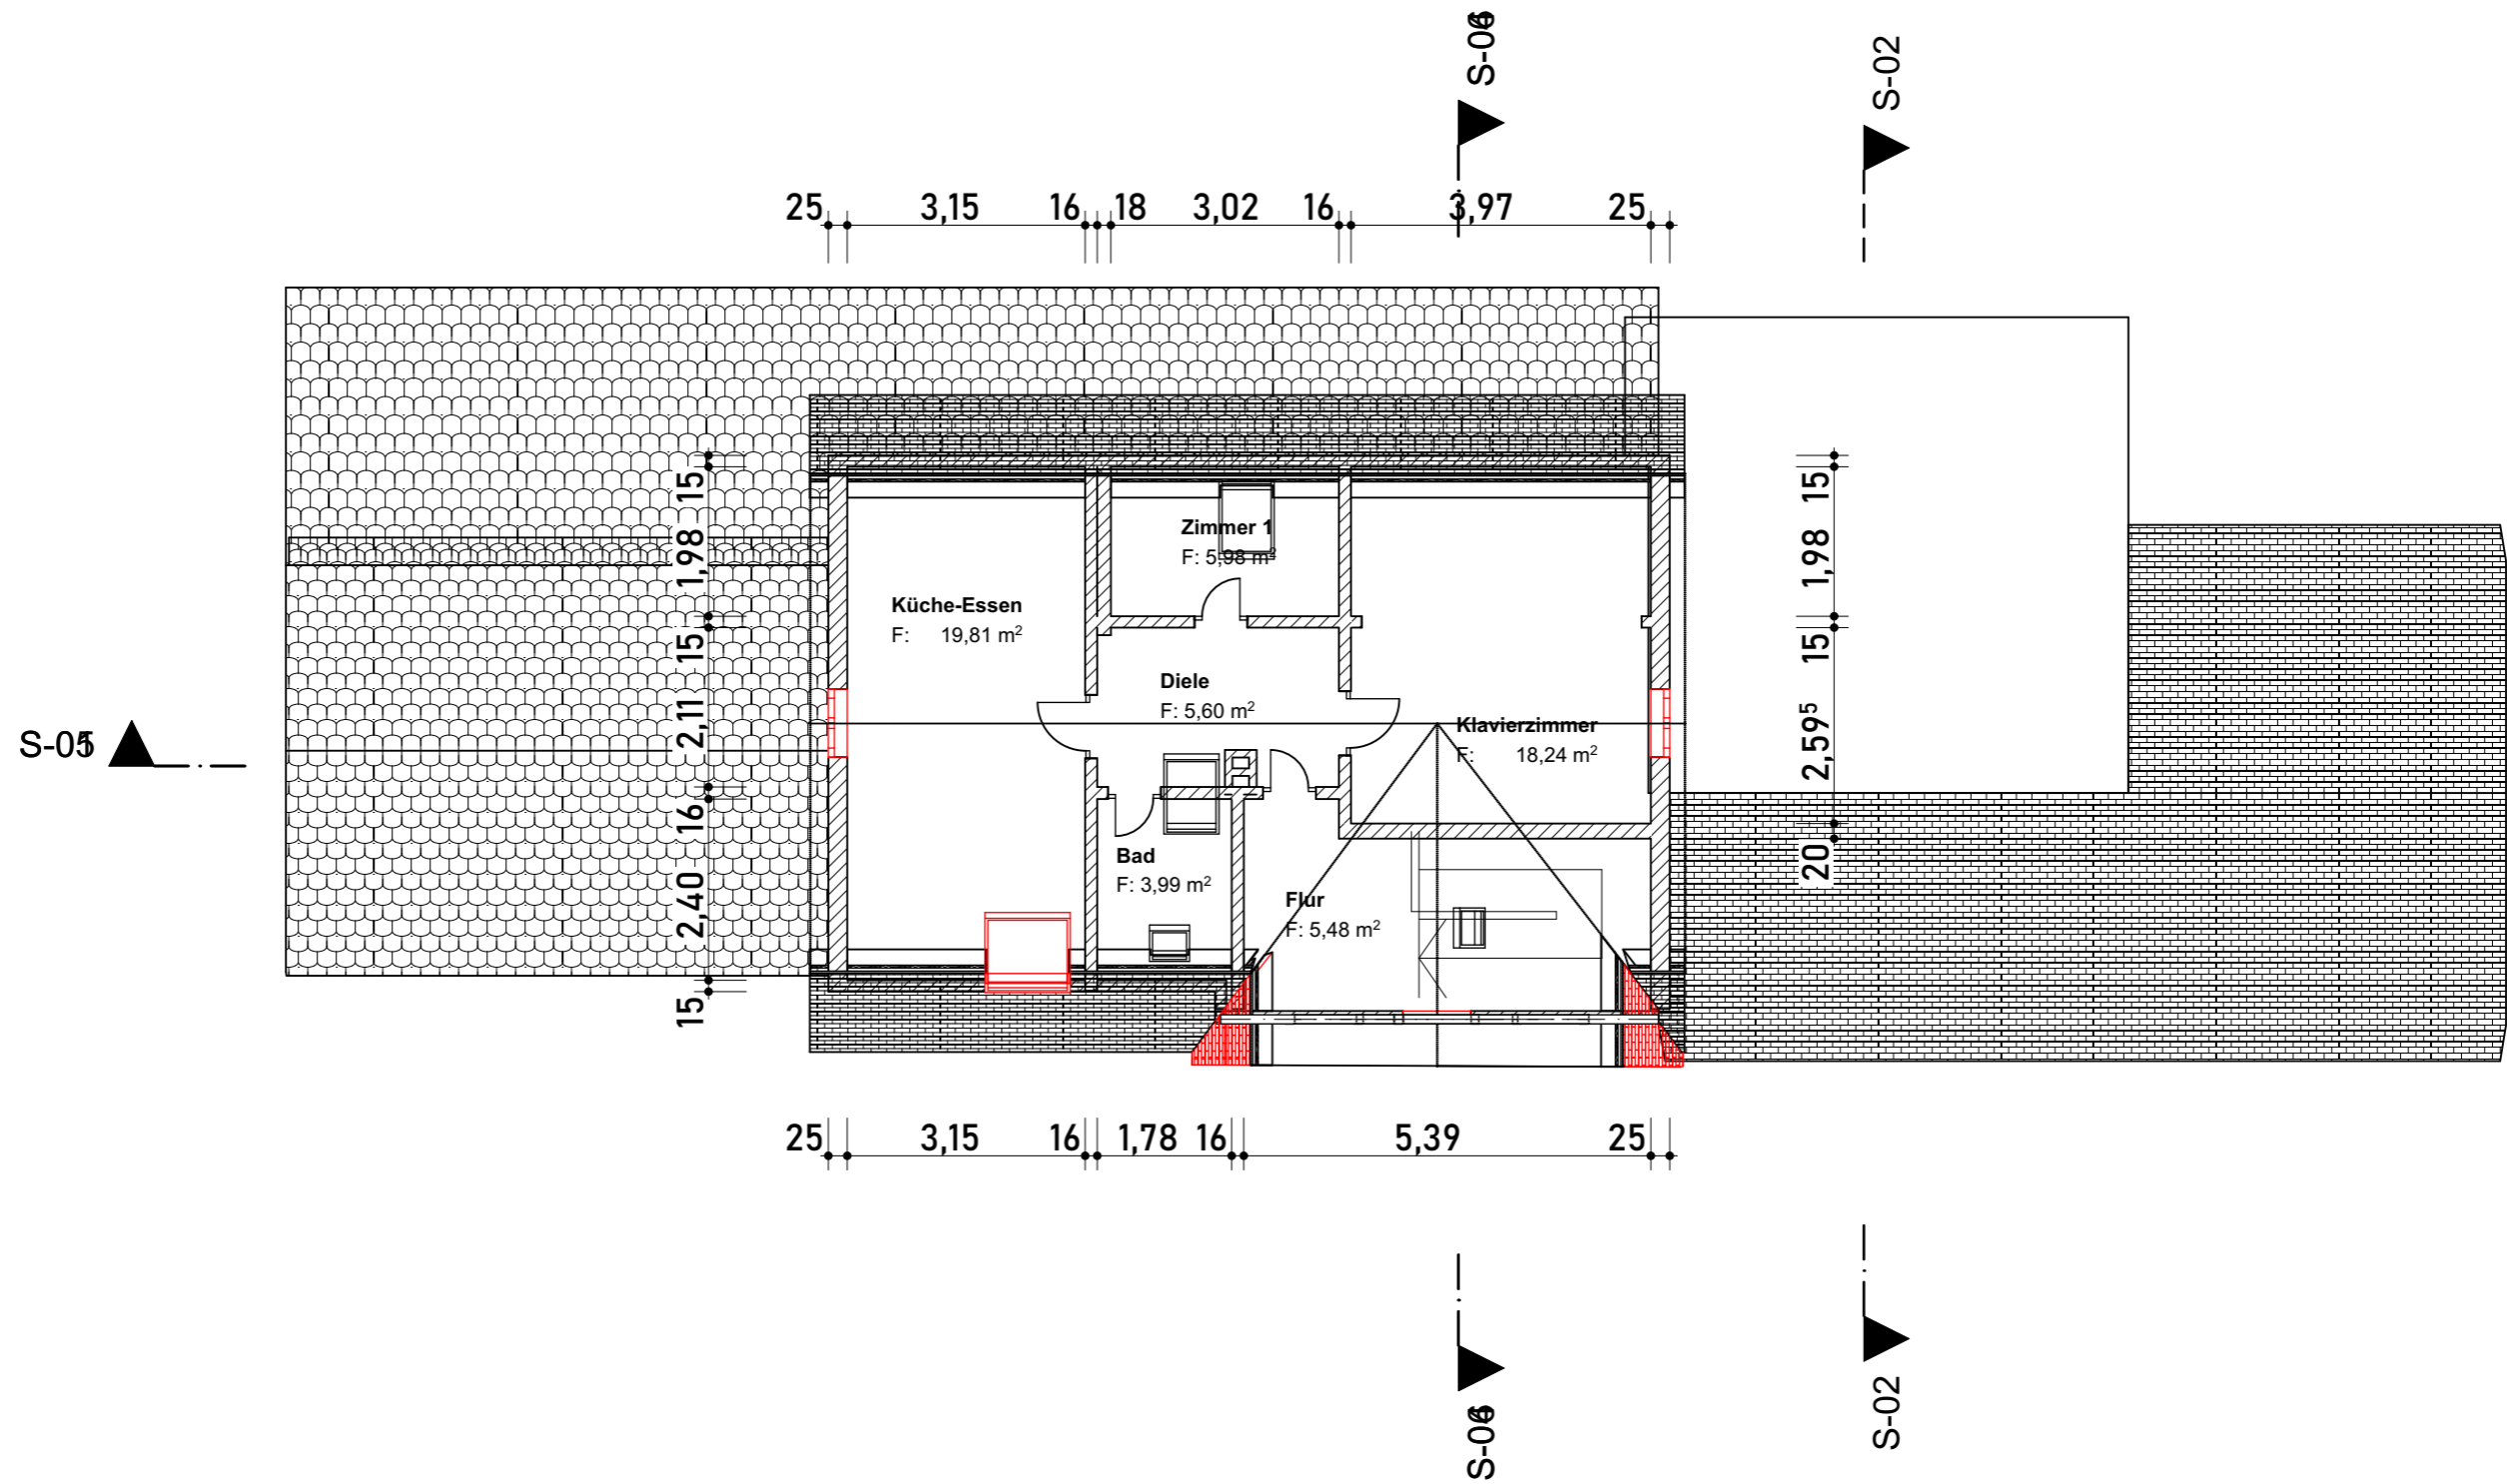 S-02
25 3,15 16 18 3,02 16 3,97 25
15
1,98
15
2,11
16
2,40
15
15
1,98
15
2,59⁵
20
Zimmer 1
F: 5,98 m²
Küche-Essen
F: 19,81 m²
Diele
F: 5,60 m²
Klavierzimmer
F: 18,24 m²
Bad
F: 3,99 m²
Flur
F: 5,48 m²
25 3,15 16 1,78 16 5,39 25
S-02